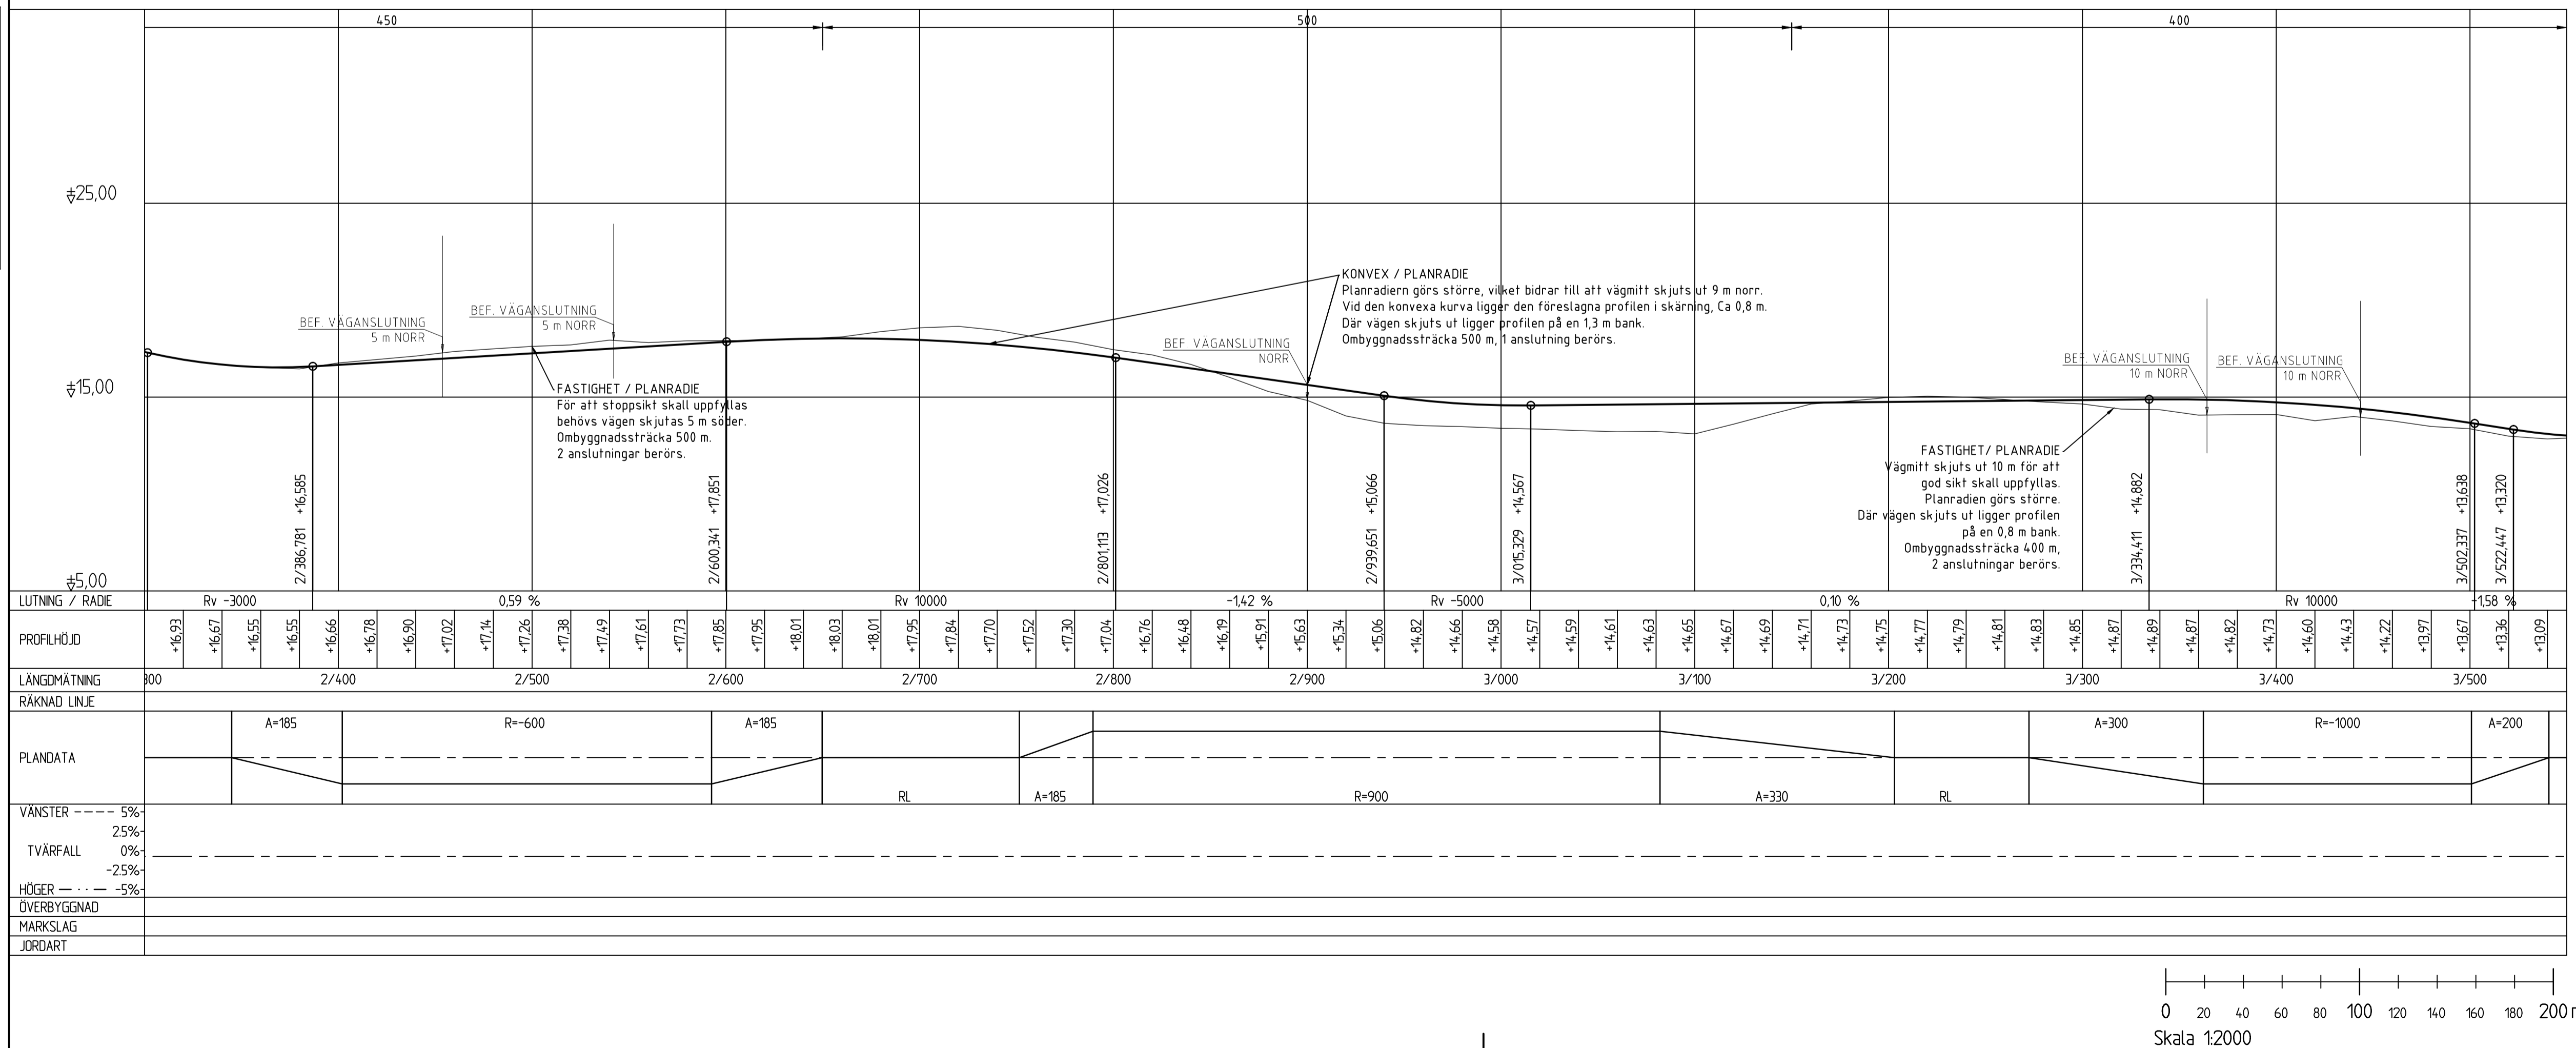 450
500
400
±25,00
±15,00
±5,00
BEF. VÄGANSLUTNING
5 m NORR
BEF. VÄGANSLUTNING
5 m NORR
FASTIGHET / PLANRADIE
För att stoppsikt skall uppfyllas
behövs vägen skjutas 5 m söder.
Ombyggnadssträcka 500 m.
2 anslutningar berörs.
KONVEX / PLANRADIE
Planradiern görs större, vilket bidrar till att vägmitt skjuts ut 9 m norr.
Vid den konvexa kurva ligger den föreslagna profilen i skärning, Ca 0,8 m.
Där vägen skjuts ut ligger profilen på en 1,3 m bank.
Ombyggnadssträcka 500 m, 1 anslutning berörs.
BEF. VÄGANSLUTNING
NORR
BEF. VÄGANSLUTNING
10 m NORR
BEF. VÄGANSLUTNING
10 m NORR
FASTIGHET/ PLANRADIE
Vägmitt skjuts ut 10 m för att
god sikt skall uppfyllas.
Planradien görs större.
Där vägen skjuts ut ligger profilen
på en 0,8 m bank.
Ombyggnadssträcka 400 m,
2 anslutningar berörs.
2/386,781 +16,585
2/600,341 +17,851
2/801,113 +17,026
2/939,651 +15,066
3/015,329 +14,567
3/334,411 +14,882
3/502,337 +13,638
3/522,447 +13,320
LUTNING / RADIE Rv -3000 0,59 % Rv 10000 -1,42 % Rv -5000 0,10 % Rv 10000 -1,58 %
PROFILHÖJD +16,93 +16,67 +16,55 +16,55 +16,66 +16,78 +16,90 +17,02 +17,14 +17,26 +17,38 +17,49 +17,61 +17,73 +17,85 +17,95 +18,01 +18,03 +18,01 +17,95 +17,84 +17,70 +17,52 +17,30 +17,04 +16,76 +16,48 +16,19 +15,91 +15,63 +15,34 +15,06 +14,82 +14,66 +14,58 +14,57 +14,59 +14,61 +14,63 +14,65 +14,67 +14,69 +14,71 +14,73 +14,75 +14,77 +14,79 +14,81 +14,83 +14,85 +14,87 +14,89 +14,87 +14,82 +14,73 +14,60 +14,43 +14,22 +13,97 +13,67 +13,36 +13,09
LÄNGDMÄTNING 300 2/400 2/500 2/600 2/700 2/800 2/900 3/000 3/100 3/200 3/300 3/400 3/500
RÄKNAD LINJE
A=185 R=-600 A=185 A=300 R=-1000 A=200
PLANDATA
RL A=185 R=900 A=330 RL
VÄNSTER 5%
2.5%
TVÄRFALL 0%
-2.5%
HÖGER -5%
ÖVERBYGGNAD
MARKSLAG
JORDART
0 20 40 60 80 100 120 140 160 180 200
Skala 1:2000